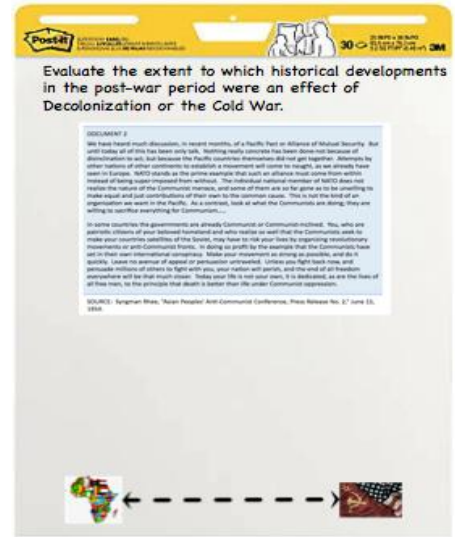 Post-it
30
3M
Evaluate the extent to which historical developments
in the post-war period were an effect of
Decolonization or the Cold War.
DOCUMENT 2
We have heard much discussion, in recent months, of a Pacific Pact or Alliance of Mutual Security. But
until today all of this has been only talk. Nothing really concrete has been done not because of
disinclination to act, but because the Pacific countries themselves did not get together. Attempts by
other nations of other continents to establish a movement will come to naught, as we already have
seen in Europe. NATO stands as the prime example that such an alliance must come from within
instead of being super-imposed from without. The individual national member of NATO does not
realize the nature of the Communist menace, and some of them are so far gone as to be unwilling to
make equal and just contributions of their own to the common cause. This is not the kind of an
organization we want in the Pacific. As a contrast, look at what the Communists are doing; they are
willing to sacrifice everything for Communism....
In some countries the governments are already Communist or Communist-inclined. You, who are
patriotic citizens of your beloved homeland and who realize so well that the Communists seek to
make your countries satellites of the Soviet, may have to risk your lives by organizing revolutionary
movements or anti-Communist fronts. In doing so profit by the example that the Communists have
set in their own international conspiracy. Make your movement as strong as possible, and do it
quickly. Leave no avenue of appeal or persuasion untraveled. Unless you fight back now, and
persuade millions of others to fight with you, your nation will perish, and the end of all freedom
everywhere will be that much closer. Today your life is not your own, it is dedicated, as are the lives of
all free men, to the principle that death is better than life under Communist oppression.
SOURCE: Syngman Rhee, "Asian Peoples' Anti-Communist Conference, Press Release No. 2," June 15,
1954.